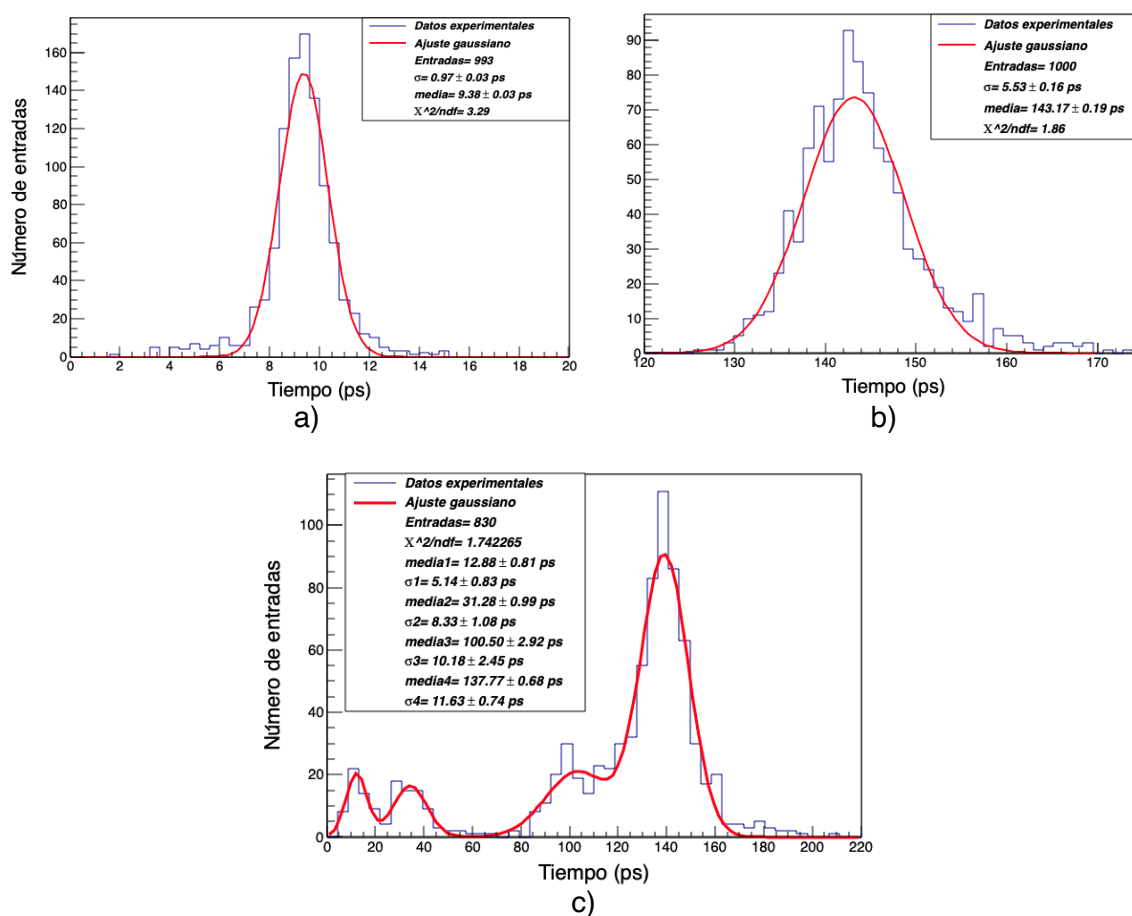 Datos experimentales
Ajuste gaussiano
Entradas= 993
σ= 0.97 ± 0.03 ps
media= 9.38 ± 0.03 ps
X^2/ndf= 3.29
Número de entradas
160
140
120
100
80
60
40
20
0
0 2 4 6 8 10 12 14 16 18 20
Tiempo (ps)
a)
Datos experimentales
Ajuste gaussiano
Entradas= 1000
σ= 5.53 ± 0.16 ps
media= 143.17 ± 0.19 ps
X^2/ndf= 1.86
Número de entradas
90
80
70
60
50
40
30
20
10
0
120 130 140 150 160 170
Tiempo (ps)
b)
Datos experimentales
Ajuste gaussiano
Entradas= 830
X^2/ndf= 1.742265
media1= 12.88 ± 0.81 ps
σ1= 5.14 ± 0.83 ps
media2= 31.28 ± 0.99 ps
σ2= 8.33 ± 1.08 ps
media3= 100.50 ± 2.92 ps
σ3= 10.18 ± 2.45 ps
media4= 137.77 ± 0.68 ps
σ4= 11.63 ± 0.74 ps
Número de entradas
100
80
60
40
20
0
0 20 40 60 80 100 120 140 160 180 200 220
Tiempo (ps)
c)